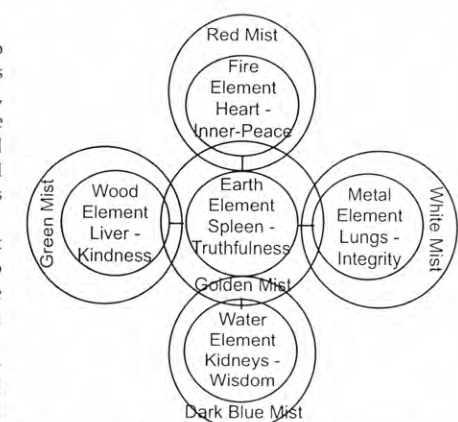 Red Mist
Fire
Element
Heart -
Inner-Peace
Green Mist
Wood
Element
Liver -
Kindness
Earth
Element
Spleen -
Truthfulness
Golden Mist
Metal
Element
Lungs -
Integrity
White Mist
Water
Element
Kidneys -
Wisdom
Dark Blue Mist